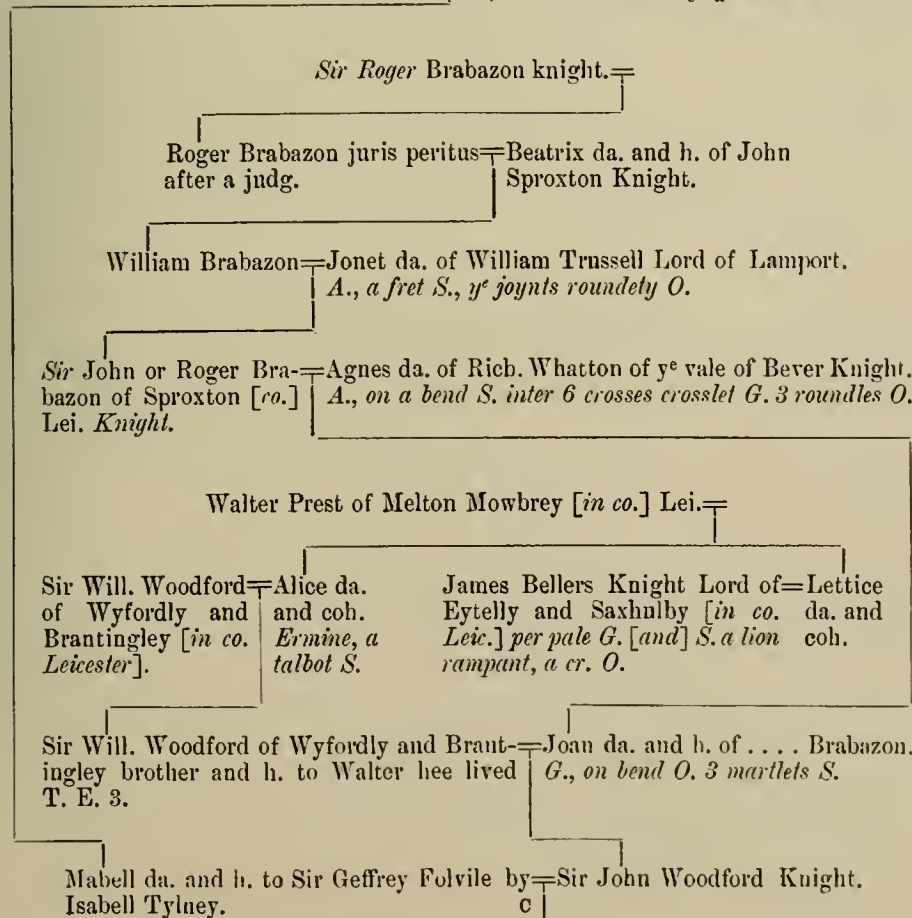 Sir Roger Brabazon knight.
Roger Brabazon juris peritus=Beatrix da. and h. of John
after a judg. Sproxton Knight.
William Brabazon=Jonet da. of William Trussell Lord of Lamport.
A., a fret S., yᵉ joynts roundety O.
Sir John or Roger Bra-=Agnes da. of Rich. Whatton of yᵉ vale of Bever Knight.
bazon of Sproxton [co.] A., on a bend S. inter 6 crosses crosslet G. 3 roundles O.
Lei. Knight.
Walter Prest of Melton Mowbrey [in co.] Lei.=
Sir Will. Woodford=Alice da. James Bellers Knight Lord of=Lettice
of Wyfordly and and coh. Eytelly and Saxhulby [in co. da. and
Brantingley [in co. Ermine, a Leic.] per pale G. [and] S. a lion coh.
Leicester]. talbot S. rampant, a cr. O.
Sir Will. Woodford of Wyfordly and Brant-=Joan da. and h. of .... Brabazon.
ingley brother and h. to Walter hee lived G., on bend O. 3 martlets S.
T. E. 3.
Mabell da. and h. to Sir Geffrey Folvile by=Sir John Woodford Knight.
Isabell Tylney. C